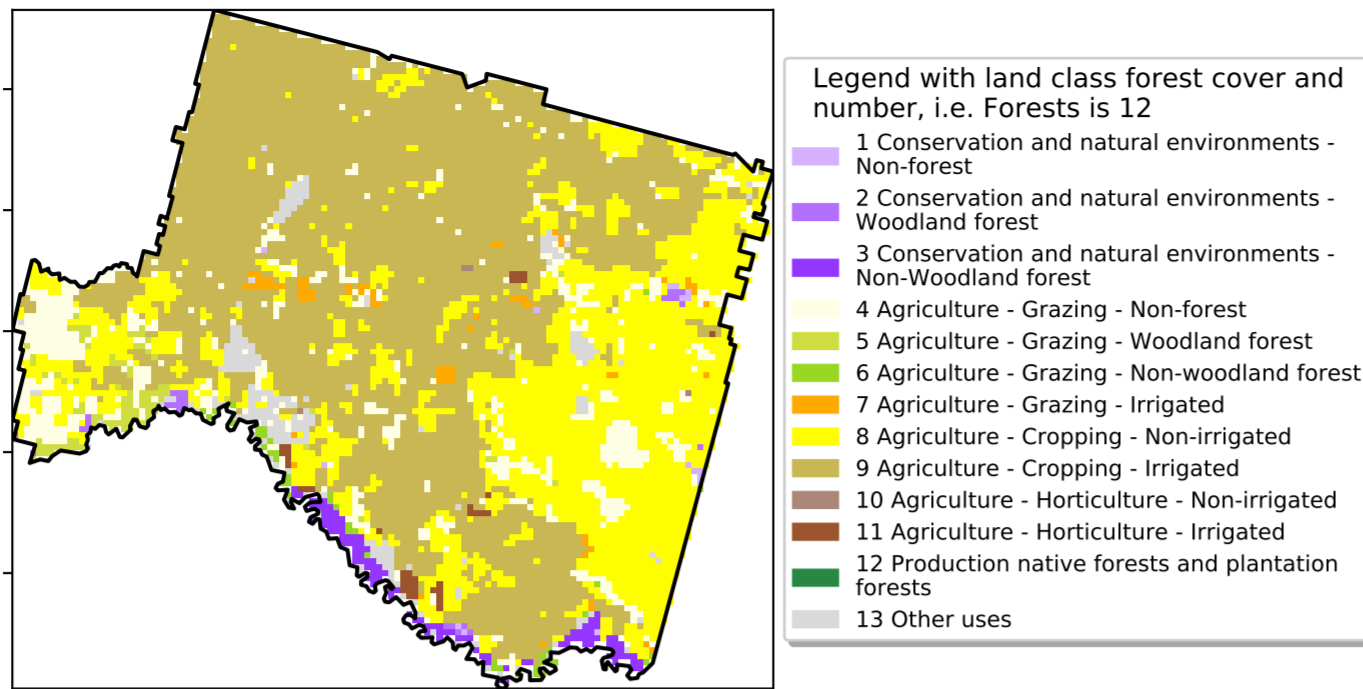 Legend with land class forest cover and
number, i.e. Forests is 12
1 Conservation and natural environments -
Non-forest
2 Conservation and natural environments -
Woodland forest
3 Conservation and natural environments -
Non-Woodland forest
4 Agriculture - Grazing - Non-forest
5 Agriculture - Grazing - Woodland forest
6 Agriculture - Grazing - Non-woodland forest
7 Agriculture - Grazing - Irrigated
8 Agriculture - Cropping - Non-irrigated
9 Agriculture - Cropping - Irrigated
10 Agriculture - Horticulture - Non-irrigated
11 Agriculture - Horticulture - Irrigated
12 Production native forests and plantation
forests
13 Other uses